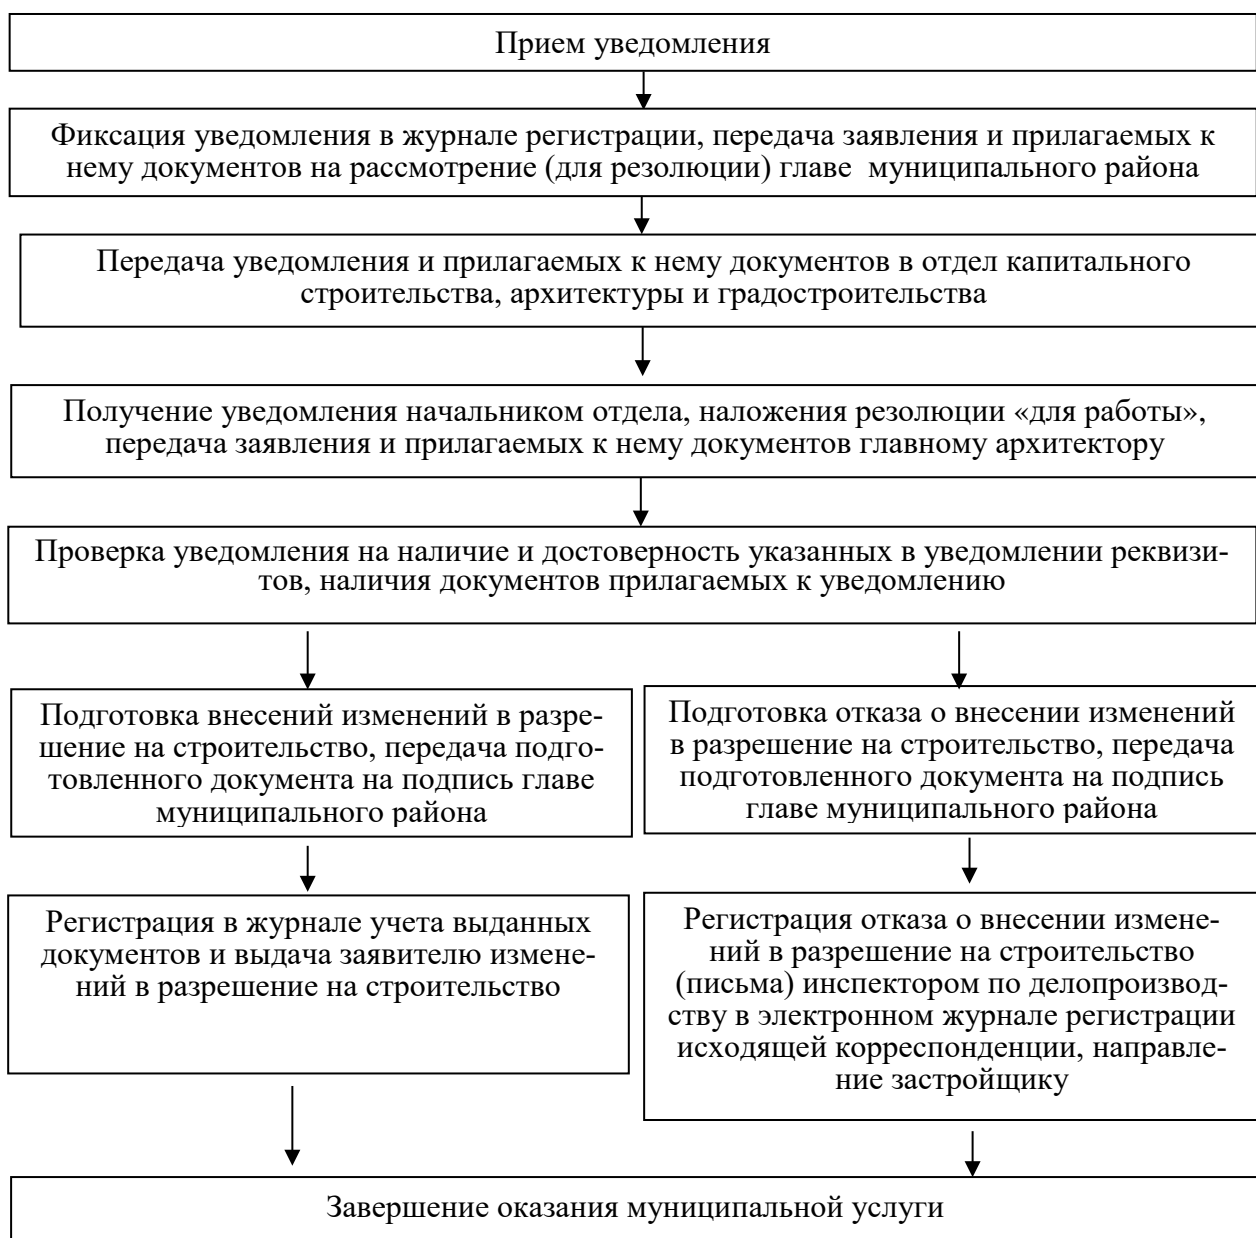 Прием уведомления
Фиксация уведомления в журнале регистрации, передача заявления и прилагаемых к
нему документов на рассмотрение (для резолюции) главе муниципального района
Передача уведомления и прилагаемых к нему документов в отдел капитального
строительства, архитектуры и градостроительства
Получение уведомления начальником отдела, наложения резолюции «для работы»,
передача заявления и прилагаемых к нему документов главному архитектору
Проверка уведомления на наличие и достоверность указанных в уведомлении реквизи-
тов, наличия документов прилагаемых к уведомлению
Подготовка внесений изменений в разре-
шение на строительство, передача подго-
товленного документа на подпись главе
муниципального района
Подготовка отказа о внесении изменений
в разрешение на строительство, передача
подготовленного документа на подпись
главе муниципального района
Регистрация в журнале учета выданных
документов и выдача заявителю измене-
ний в разрешение на строительство
Регистрация отказа о внесении измене-
ний в разрешение на строительство
(письма) инспектором по делопроизвод-
ству в электронном журнале регистрации
исходящей корреспонденции, направле-
ние застройщику
Завершение оказания муниципальной услуги